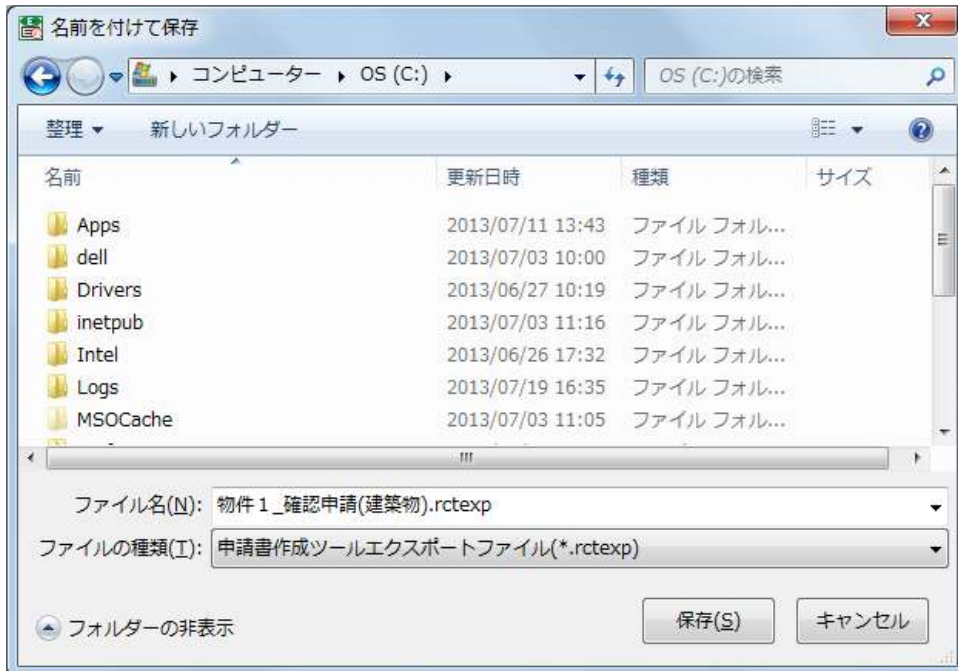 名前を付けて保存
コンピューター ▸ OS (C:) ▸ OS (C:)の検索
整理 ▼ 新しいフォルダー
名前 更新日時 種類 サイズ
Apps 2013/07/11 13:43 ファイル フォル...
dell 2013/07/03 10:00 ファイル フォル...
Drivers 2013/06/27 10:19 ファイル フォル...
inetpub 2013/07/03 11:16 ファイル フォル...
Intel 2013/06/26 17:32 ファイル フォル...
Logs 2013/07/19 16:35 ファイル フォル...
MSOCache 2013/07/03 11:05 ファイル フォル...
ファイル名(N): 物件１_確認申請(建築物).rctexp
ファイルの種類(T): 申請書作成ツールエクスポートファイル(*.rctexp)
フォルダーの非表示 保存(S) キャンセル